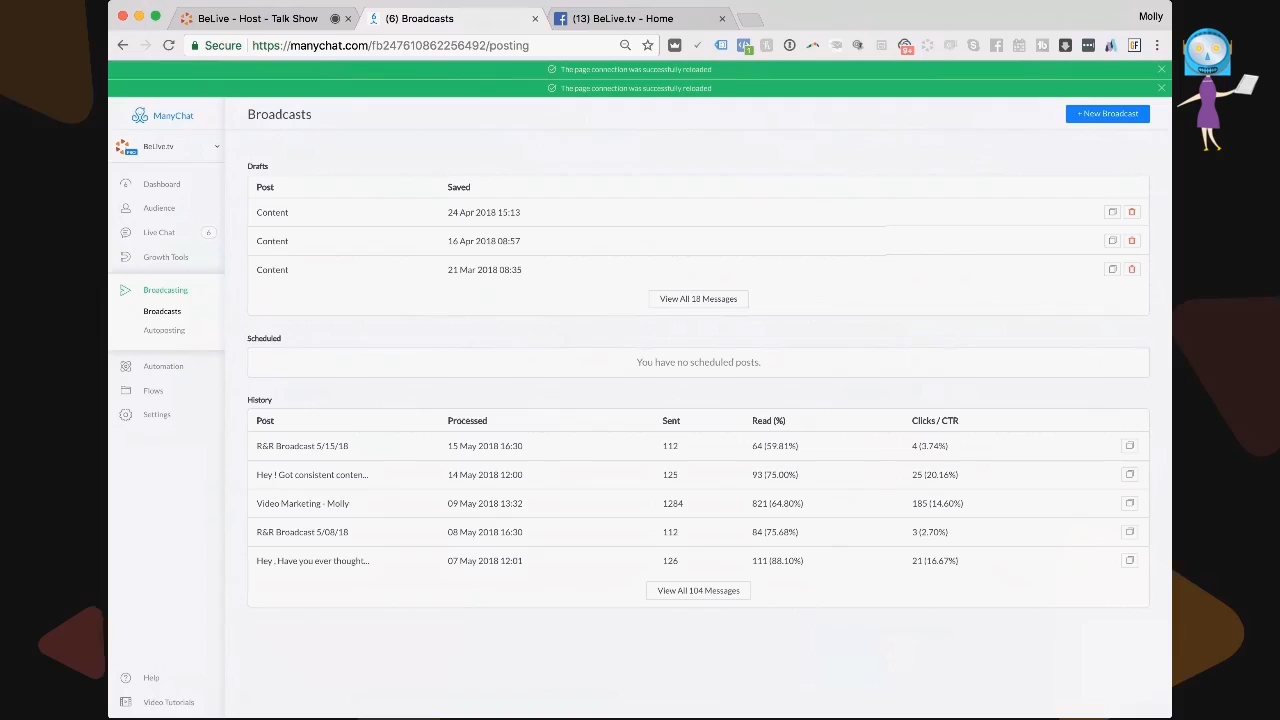 BeLive - Host - Talk Show
(6) Broadcasts
(13) BeLive.tv - Home
Molly
Secure https://manychat.com/fb247610862256492/posting
The page connection was successfully reloaded
The page connection was successfully reloaded
ManyChat
Broadcasts
+ New Broadcast
PRO BeLive.tv
Dashboard
Audience
Live Chat 6
Growth Tools
Broadcasting
Broadcasts
Autoposting
Automation
Flows
Settings
Help
Video Tutorials
Drafts
Post Saved
Content 24 Apr 2018 15:13
Content 16 Apr 2018 08:57
Content 21 Mar 2018 08:35
View All 18 Messages
Scheduled
You have no scheduled posts.
History
Post Processed Sent Read (%) Clicks / CTR
R&R Broadcast 5/15/18 15 May 2018 16:30 112 64 (59.81%) 4 (3.74%)
Hey ! Got consistent conten... 14 May 2018 12:00 125 93 (75.00%) 25 (20.16%)
Video Marketing - Molly 09 May 2018 13:32 1284 821 (64.80%) 185 (14.60%)
R&R Broadcast 5/08/18 08 May 2018 16:30 112 84 (75.68%) 3 (2.70%)
Hey , Have you ever thought... 07 May 2018 12:01 126 111 (88.10%) 21 (16.67%)
View All 104 Messages